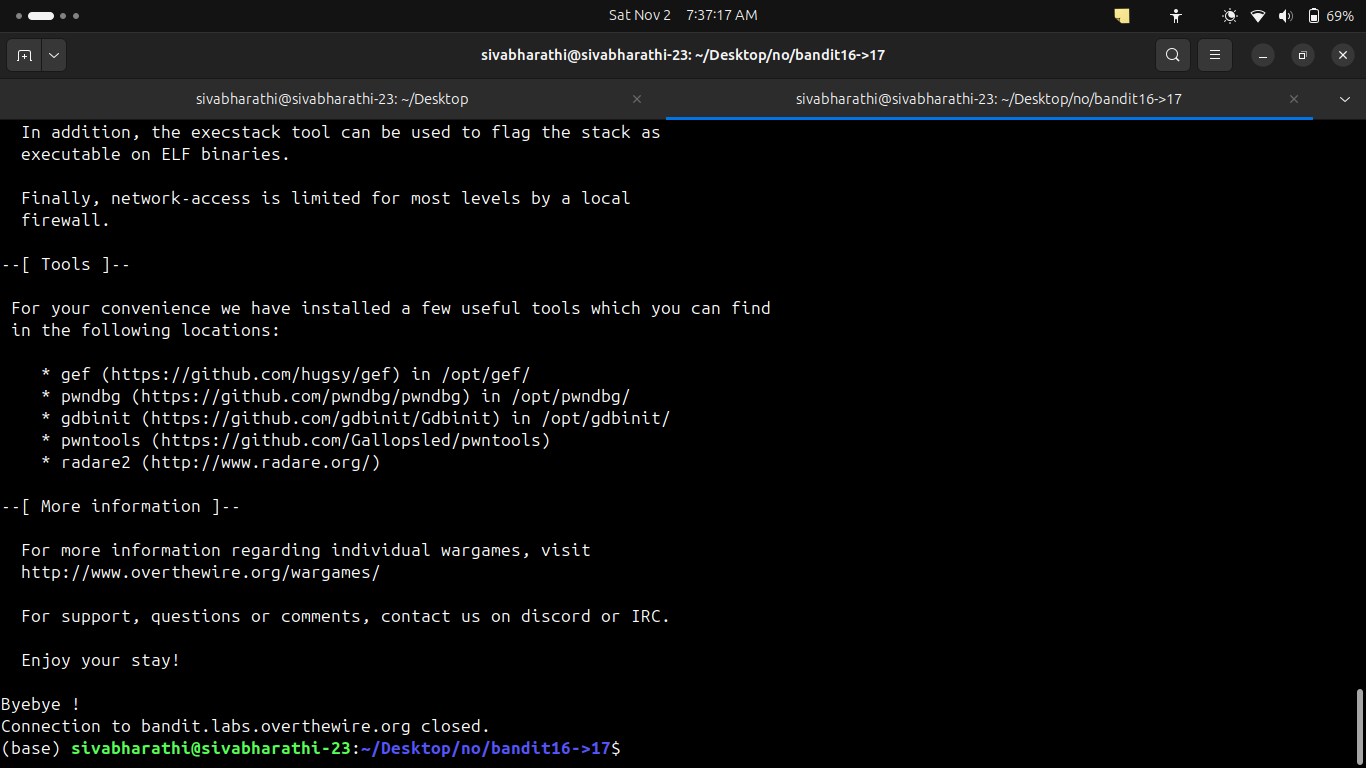 Sat Nov 2 7:37:17 AM
69%
sivabharathi@sivabharathi-23: ~/Desktop/no/bandit16->17
sivabharathi@sivabharathi-23: ~/Desktop
sivabharathi@sivabharathi-23: ~/Desktop/no/bandit16->17
In addition, the execstack tool can be used to flag the stack as
executable on ELF binaries.
Finally, network-access is limited for most levels by a local
firewall.
--[ Tools ]--
For your convenience we have installed a few useful tools which you can find
in the following locations:
* gef (https://github.com/hugsy/gef) in /opt/gef/
* pwndbg (https://github.com/pwndbg/pwndbg) in /opt/pwndbg/
* gdbinit (https://github.com/gdbinit/Gdbinit) in /opt/gdbinit/
* pwntools (https://github.com/Gallopsled/pwntools)
* radare2 (http://www.radare.org/)
--[ More information ]--
For more information regarding individual wargames, visit
http://www.overthewire.org/wargames/
For support, questions or comments, contact us on discord or IRC.
Enjoy your stay!
Byebye !
Connection to bandit.labs.overthewire.org closed.
(base) sivabharathi@sivabharathi-23:~/Desktop/no/bandit16->17$